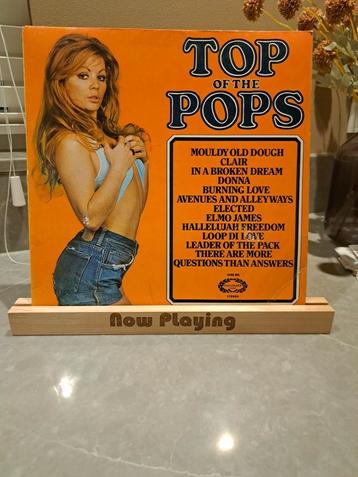 TOP
OF THE
POPS
MOULDY OLD DOUGH
CLAIR
IN A BROKEN DREAM
DONNA
BURNING LOVE
AVENUES AND ALLEYWAYS
ELECTED
ELMO JAMES
HALLELUJAH FREEDOM
LOOP DI LOVE
LEADER OF THE PACK
THERE ARE MORE
QUESTIONS THAN ANSWERS
STEREO
Now Playing